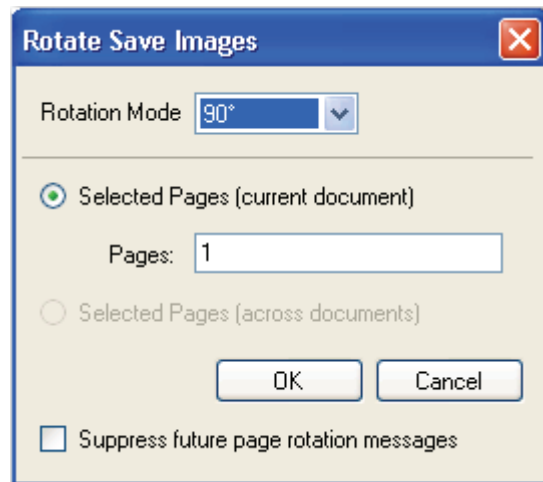 Rotate Save Images
Rotation Mode 90°
Selected Pages (current document)
Pages: 1
Selected Pages (across documents)
OK Cancel
Suppress future page rotation messages